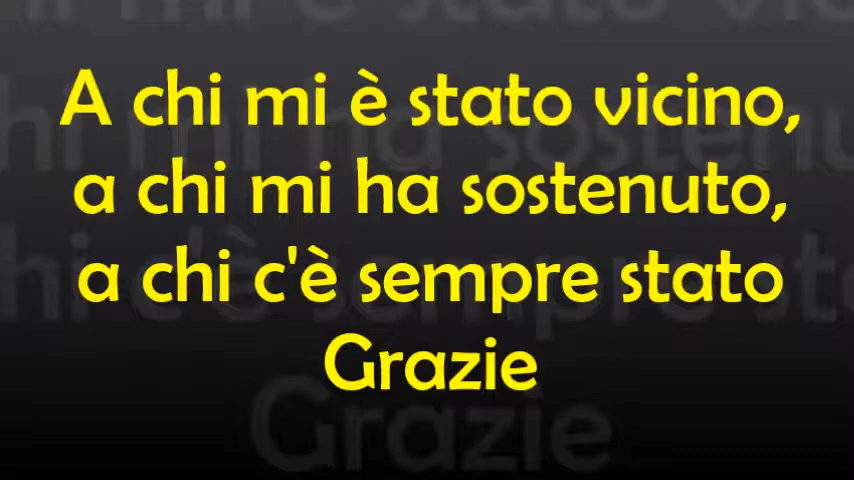 A chi mi è stato vicino,
a chi mi ha sostenuto,
a chi c'è sempre stato
Grazie